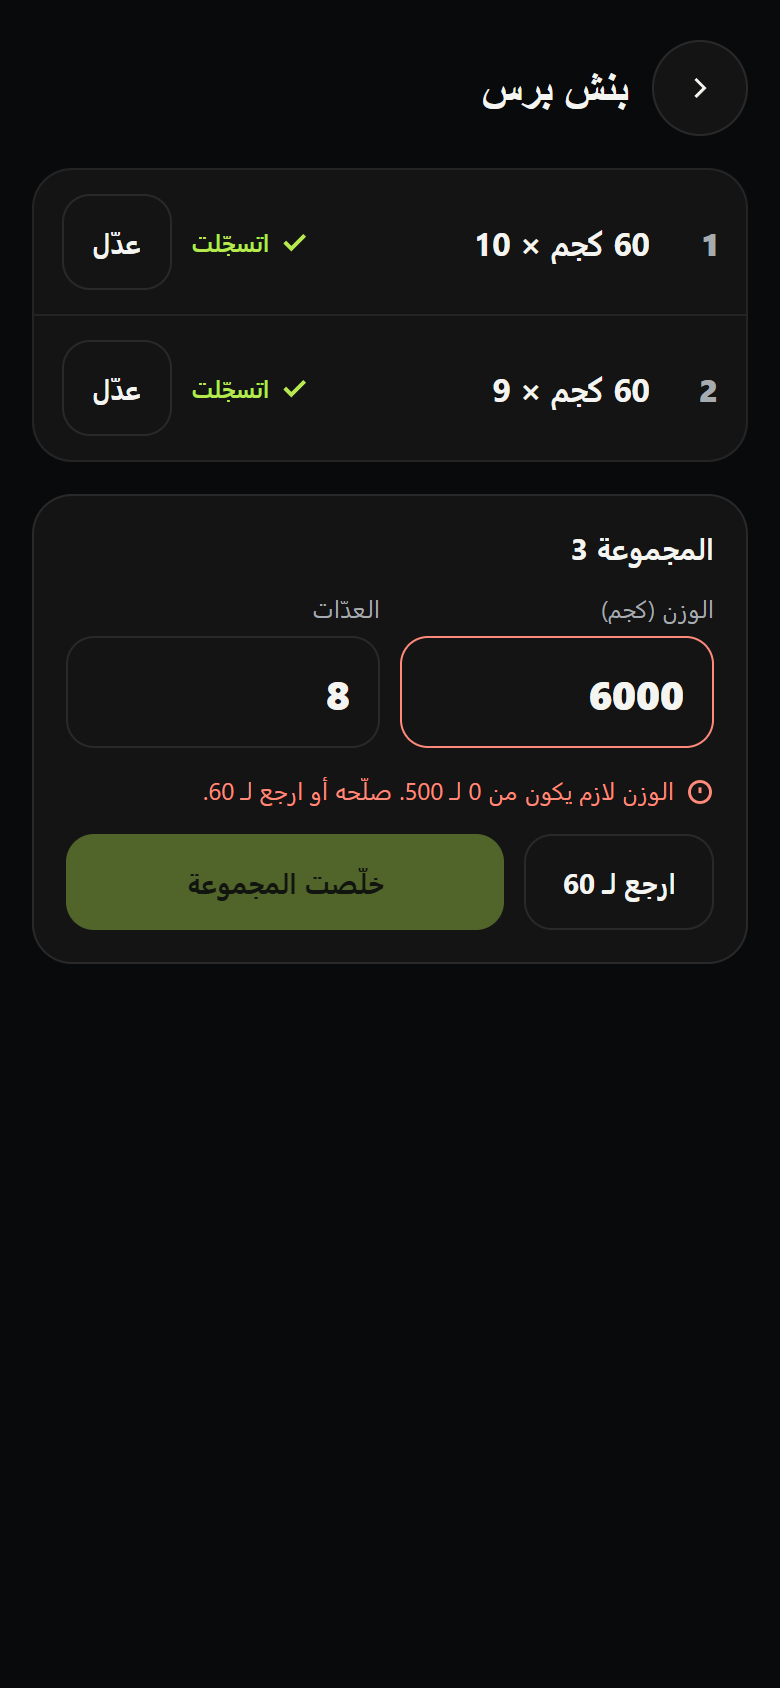 بنش برس
1 60 كجم × 10 اتسجّلت عدّل
2 60 كجم × 9 اتسجّلت عدّل
المجموعة 3
الوزن (كجم) العدّات
6000 8
الوزن لازم يكون من 0 لـ 500. صلّحه أو ارجع لـ 60.
ارجع لـ 60 خلّصت المجموعة